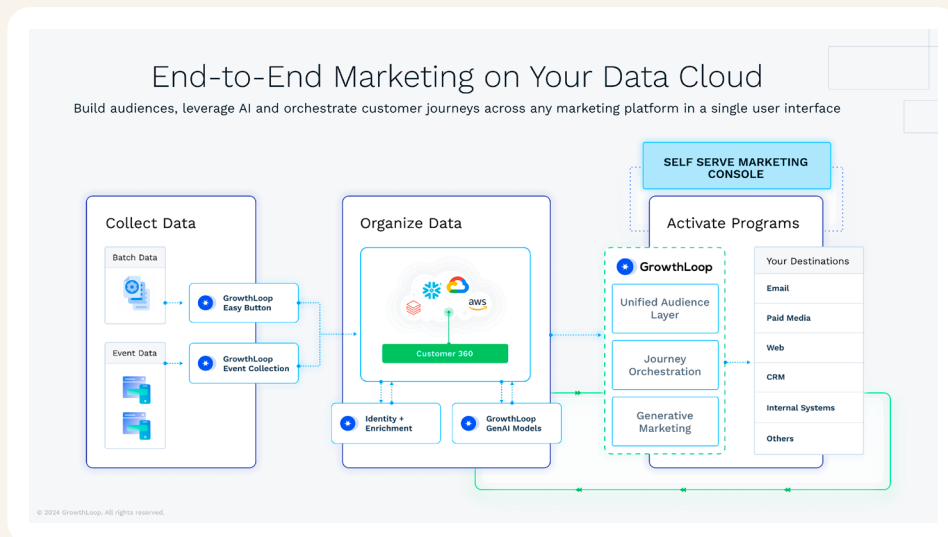 End-to-End Marketing on Your Data Cloud
Build audiences, leverage AI and orchestrate customer journeys across any marketing platform in a single user interface
SELF SERVE MARKETING
CONSOLE
Collect Data
Batch Data
GrowthLoop
Easy Button
Event Data
GrowthLoop
Event Collection
Organize Data
aws
Customer 360
Identity +
Enrichment
GrowthLoop
GenAI Models
Activate Programs
GrowthLoop
Unified Audience
Layer
Journey
Orchestration
Generative
Marketing
Your Destinations
Email
Paid Media
Web
CRM
Internal Systems
Others
© 2024 GrowthLoop. All rights reserved.